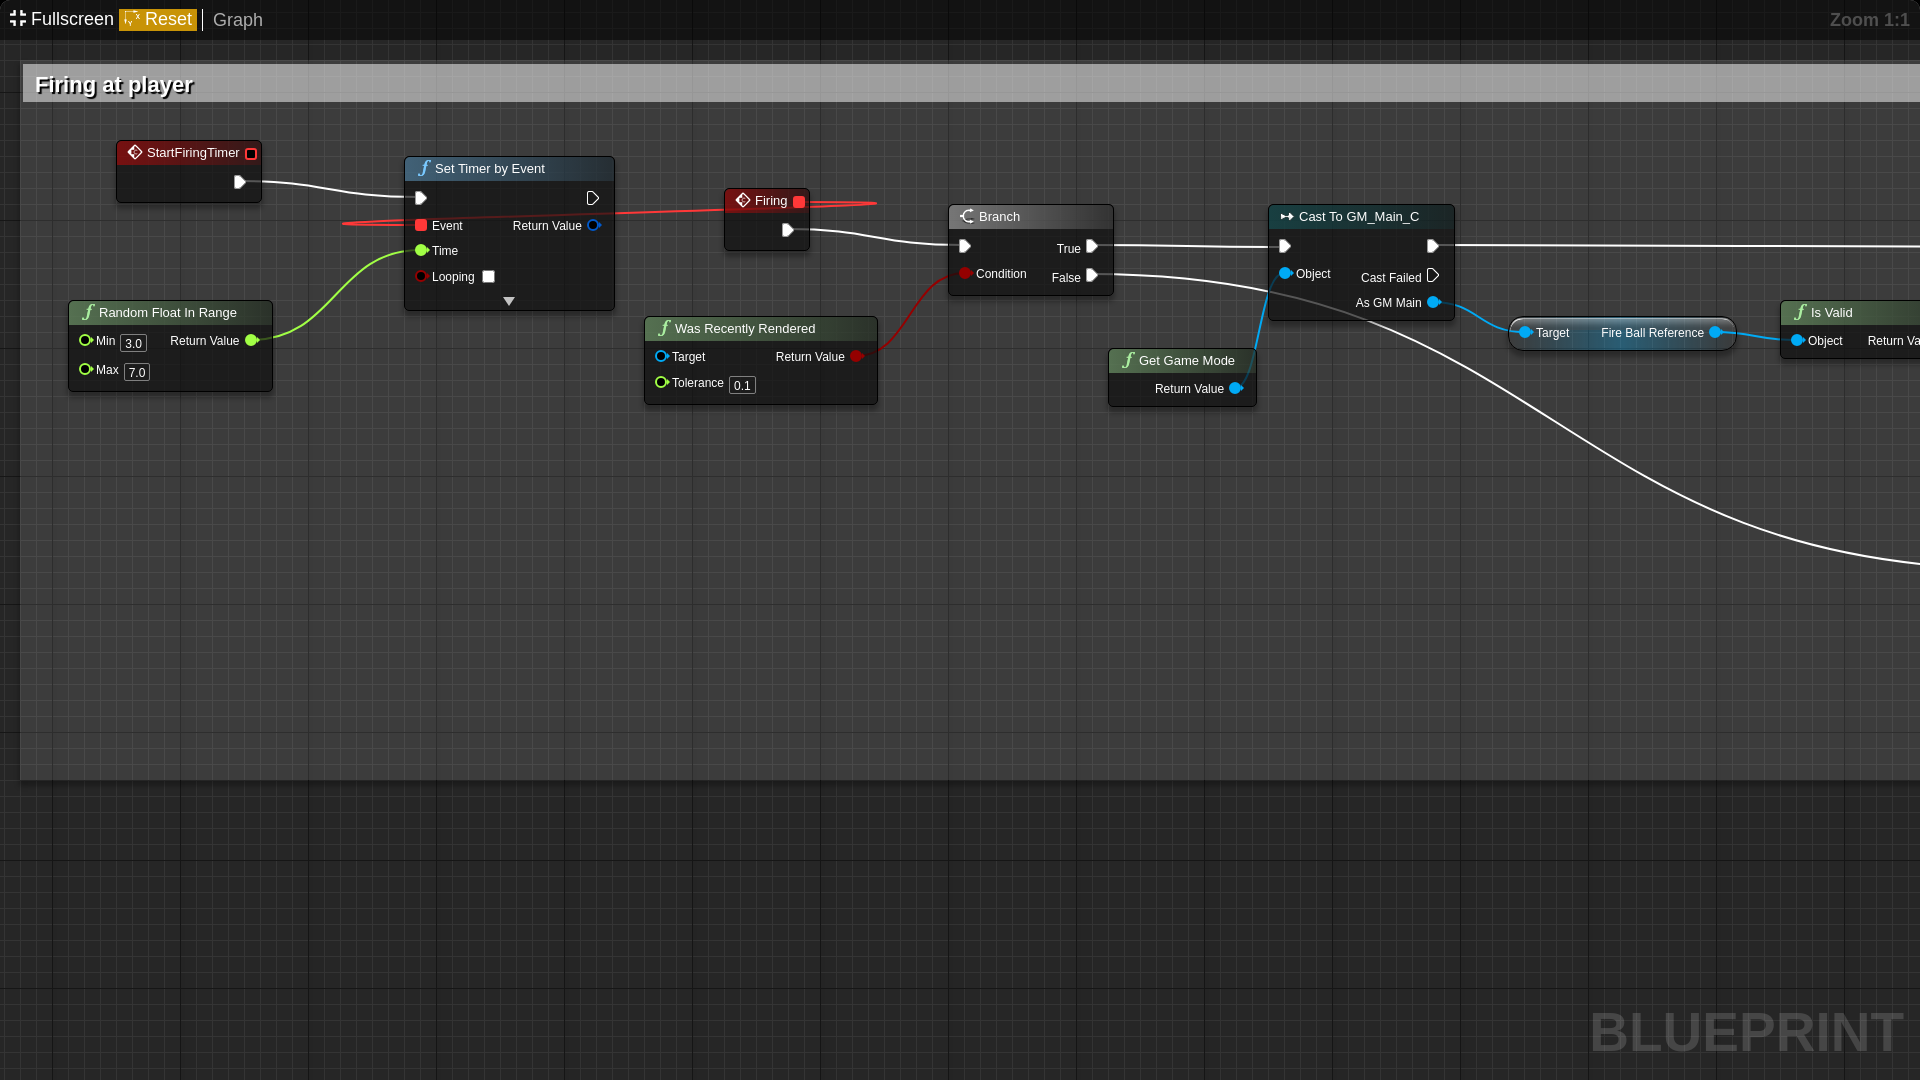 Fullscreen Reset Graph Zoom 1:1
Firing at player
StartFiringTimer
Set Timer by Event
Event Return Value
Time
Looping
Random Float In Range
Min 3.0 Return Value
Max 7.0
Firing
Was Recently Rendered
Target Return Value
Tolerance 0.1
Branch
True
Condition False
Get Game Mode
Return Value
Cast To GM_Main_C
Object Cast Failed
As GM Main
Target Fire Ball Reference
Is Valid
Object Return Va
BLUEPRINT